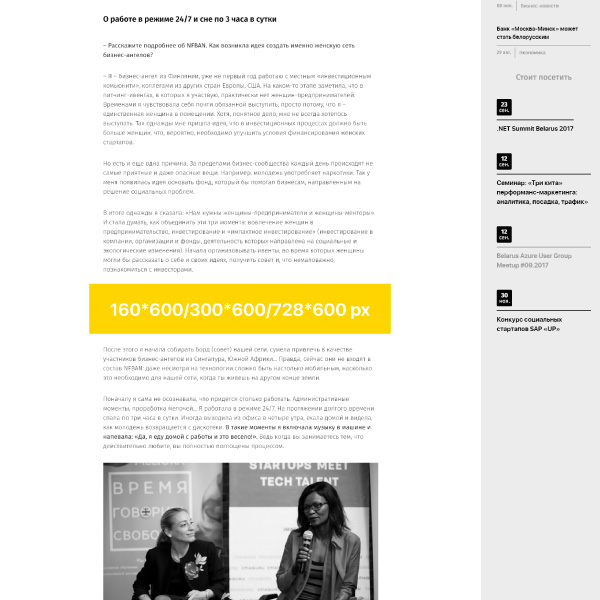 О работе в режиме 24/7 и сне по 3 часа в сутки
– Расскажите подробнее об NFBAN. Как возникла идея создать именно женскую сеть
бизнес-ангелов?
– Я – бизнес-ангел из Финляндии, уже не первый год работаю с местным «инвестиционным
комьюнити», коллегами из других стран Европы, США. На каком-то этапе заметила, что в
питчинг-ивентах, в которых я участвую, практически нет женщин-предпринимателей.
Временами я чувствовала себя почти обязанной выступить, просто потому, что я –
единственная женщина в помещении. Хотя, понятное дело, мне не всегда хотелось
выступать. Так однажды мне пришла идея, что в инвестиционных процессах должно быть
больше женщин, что, вероятно, необходимо улучшить условия финансирования женских
стартапов.
Но есть и еще одна причина. За пределами бизнес-сообщества каждый день происходят не
самые приятные и даже опасные вещи. Например, молодежь употребляет наркотики. Так у
меня появилась идея основать фонд, который бы помогал бизнесам, направленным на
решение социальных проблем.
В итоге однажды я сказала: «Нам нужны женщины-предприниматели и женщины-менторы».
И стала думать, как объединить эти три момента: вовлечение женщин в
предпринимательство, инвестирование и «импактное инвестирование» (инвестирование в
компании, организации и фонды, деятельность которых направлена на социальные и
экологические изменения). Начала организовывать ивенты, во время которых женщины
могли бы рассказать о себе и своих идеях, получить совет и, что немаловажно,
познакомиться с инвесторами.
160*600/300*600/728*600 px
После этого я начала собирать борд (совет) нашей сети, сумела привлечь в качестве
участников бизнес-ангелов из Сингапура, Южной Африки... Правда, сейчас они не входят в
состав NFBAN: даже несмотря на технологии сложно быть настолько мобильным, насколько
это необходимо для нашей сети, когда ты живешь на другом конце земли.
Поначалу я сама не осознавала, что придется столько работать. Административные
моменты, проработка мелочей... Я работала в режиме 24/7. На протяжении долгого времени
спала по три часа в сутки. Иногда выходила из офиса в четыре утра, ехала домой и видела,
как молодежь возвращается с дискотеки. В такие моменты я включала музыку в машине и
напевала: «Да, я еду домой с работы и это весело!». Ведь когда вы занимаетесь тем, что
действительно любите, вы полностью поглощены процессом.
ВРЕМЯ
ГОВОРИ
СВОБО
STARTUPS MEET
TECH TALENT
Бизнес-новости
Банк «Москва-Минск» может
стать белорусским
Экономика
Стоит посетить
23
сен.
.NET Summit Belarus 2017
12
сен.
Семинар: «Три кита»
перформанс-маркетинга:
аналитика, посадка, трафик»
12
сен.
Belarus Azure User Group
Meetup #09.2017
30
ноя.
Конкурс социальных
стартапов SAP «UP»